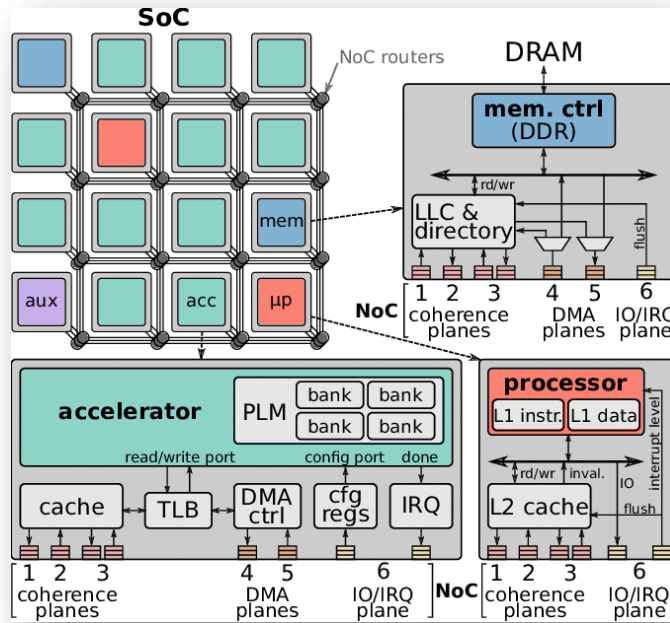 SoC
NoC routers
mem
aux
acc
μp
DRAM
mem. ctrl
(DDR)
rd/wr
LLC &
directory
flush
NoC
1 2 3 4 5 6
coherence
planes
DMA
planes
IO/IRQ
plane
accelerator
PLM
bank bank
bank bank
read/write port
config port
done
cache
TLB
DMA
ctrl
cfg
regs
IRQ
1 2 3 4 5 6
coherence
planes
DMA
planes
IO/IRQ
plane
NoC
processor
L1 instr. L1 data
interrupt level
rd/wr
inval.
IO
L2 cache
flush
1 2 3 6
coherence
planes
IO/IRQ
plane